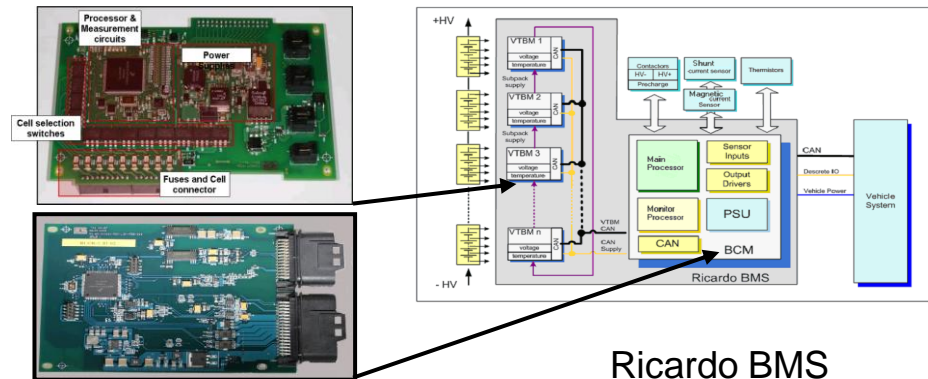 Processor &
Measurement
circuits
Power
Supplies
Cell selection
switches
Fuses and Cell
connector
+HV
- HV
VTBM 1
voltage
temperature
CAN
Subpack
supply
VTBM 2
voltage
temperature
CAN
Subpack
supply
VTBM 3
voltage
temperature
CAN
VTBM n
voltage
temperature
CAN
VTBM
CAN
CAN
Supply
Contactors
HV-
HV+
Precharge
Shunt
current sensor
Magnetic
current
Sensor
Thermistors
Main
Processor
Sensor
Inputs
Output
Drivers
Monitor
Processor
PSU
CAN
BCM
Ricardo BMS
CAN
Descrete I/O
Vehicle Power
Vehicle
System
Ricardo BMS